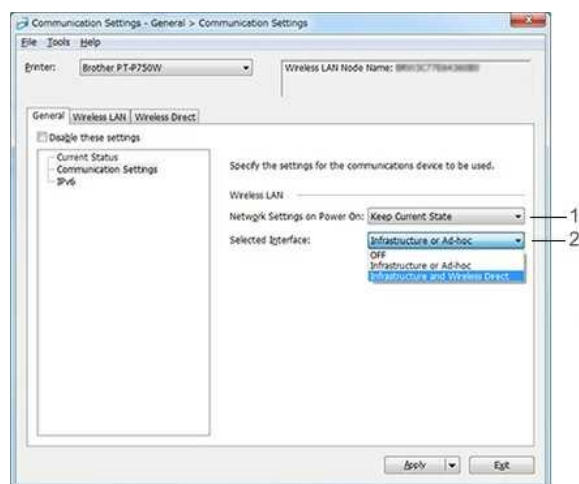 Communication Settings - General > Communication Settings
File Tools Help
Printer: Brother PT-P750W
Wireless LAN Node Name:
General Wireless LAN Wireless Direct
Disable these settings
Current Status
Communication Settings
IPv6
Specify the settings for the communications device to be used.
Wireless LAN
Network Settings on Power On: Keep Current State 1
Selected Interface: Infrastructure or Ad-hoc 2
OFF
Infrastructure or Ad-hoc
Infrastructure and Wireless Direct
Apply Exit